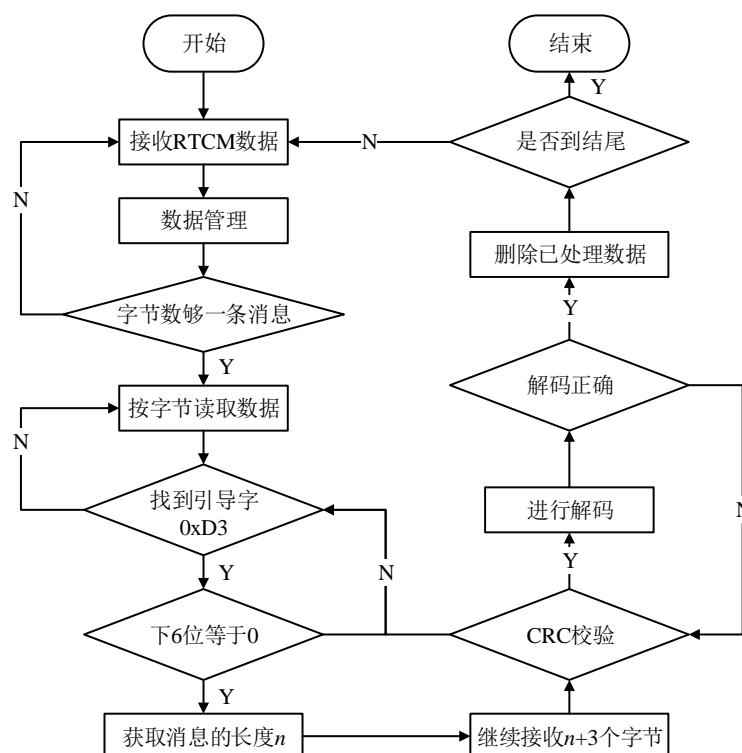 开始
接收RTCM数据
N
数据管理
字节数够一条消息
Y
按字节读取数据
N
找到引导字
0xD3
Y
下6位等于0
Y
获取消息的长度n
继续接收n+3个字节
CRC校验
N
Y
进行解码
解码正确
N
Y
删除已处理数据
是否到结尾
N
Y
结束